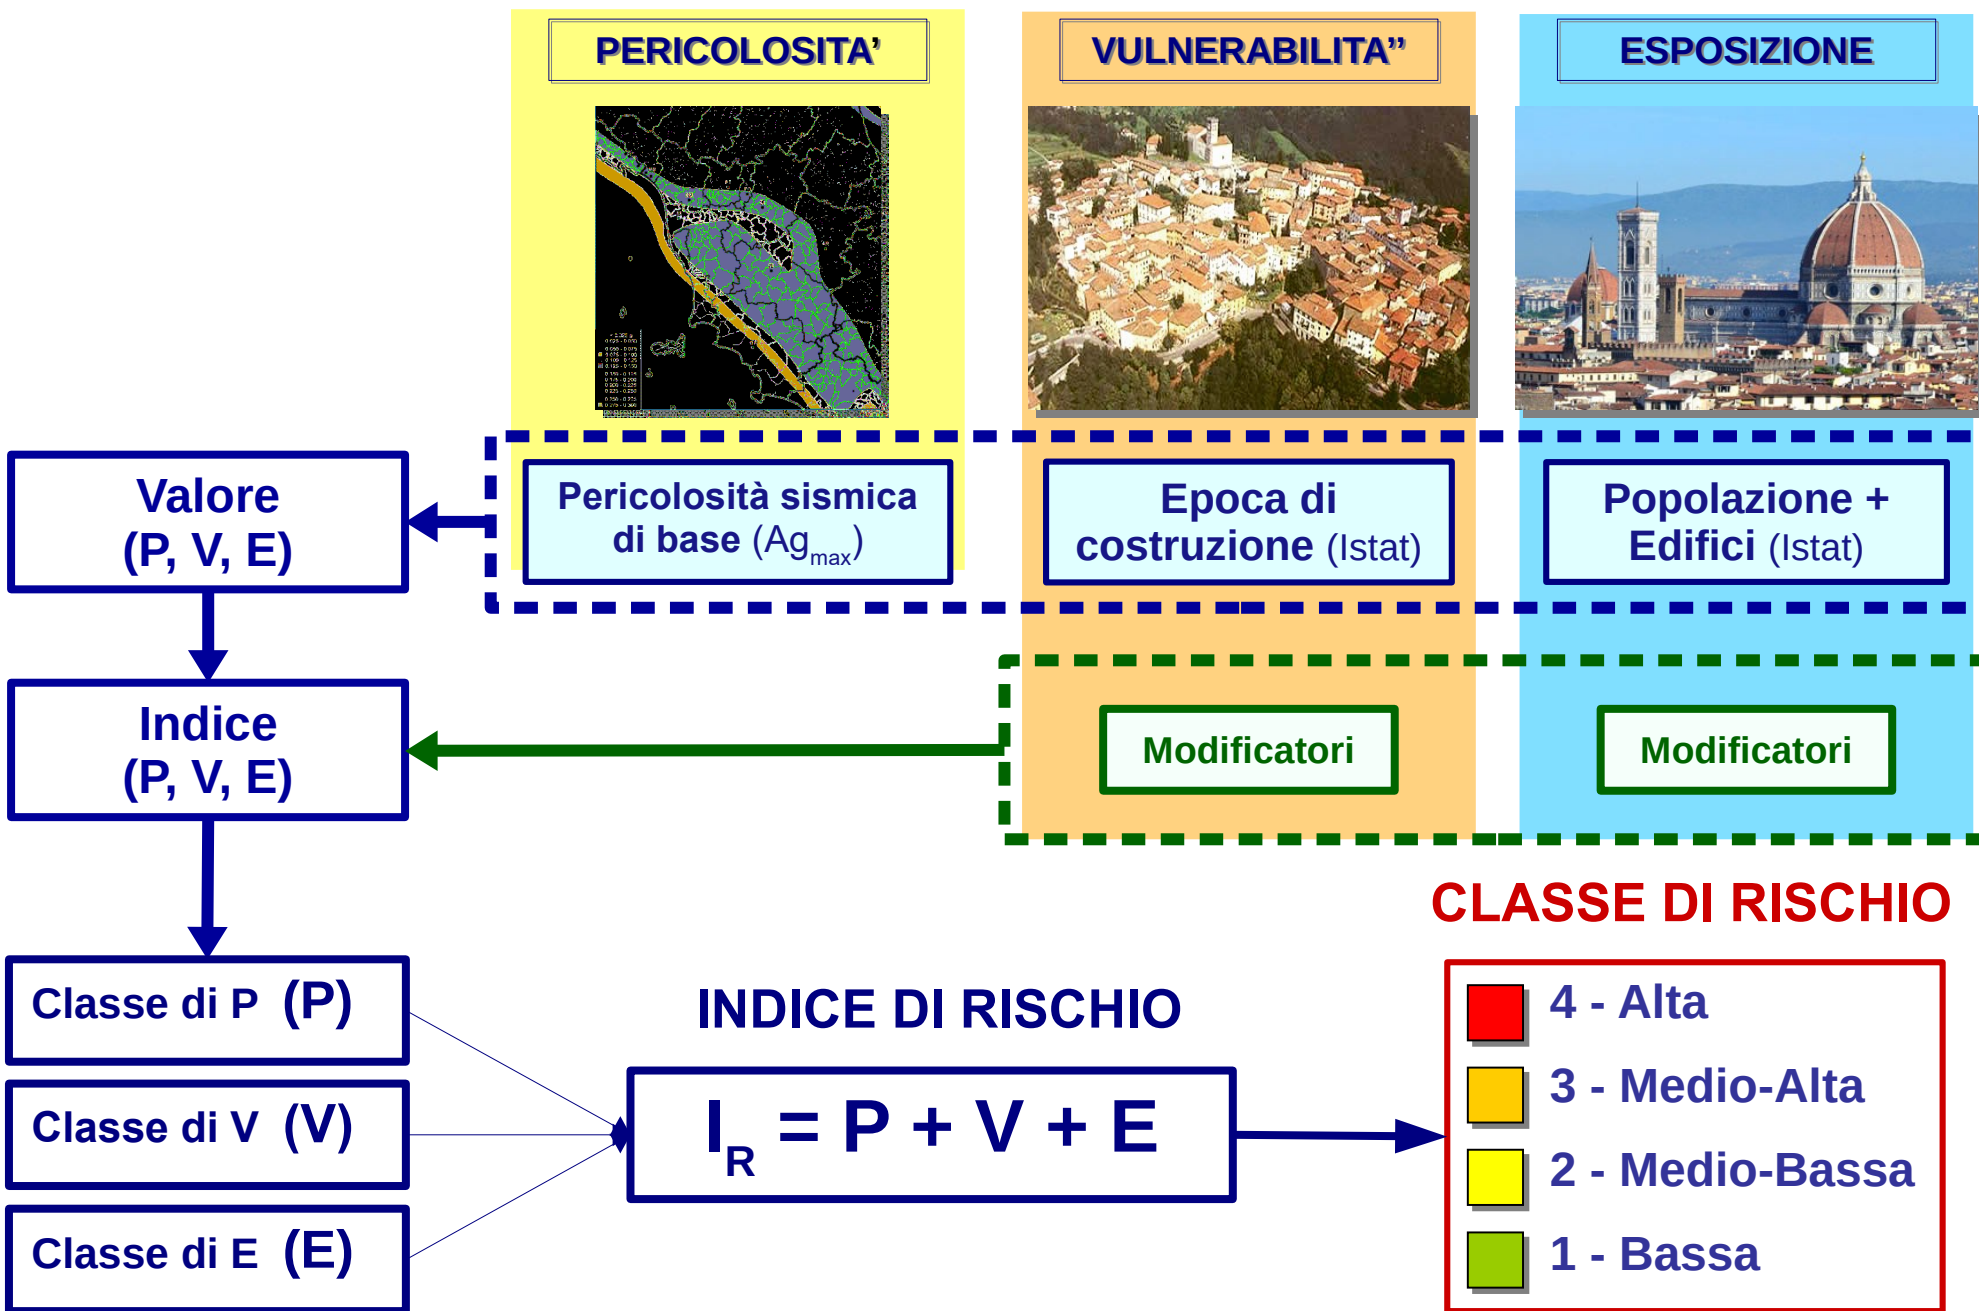 PERICOLOSITA’
VULNERABILITA’’
ESPOSIZIONE
Valore
(P, V, E)
Pericolosità sismica
di base (Agmax)
Epoca di
costruzione (Istat)
Popolazione +
Edifici (Istat)
Indice
(P, V, E)
Modificatori
Modificatori
CLASSE DI RISCHIO
Classe di P (P)
Classe di V (V)
Classe di E (E)
INDICE DI RISCHIO
IR = P + V + E
4 - Alta
3 - Medio-Alta
2 - Medio-Bassa
1 - Bassa